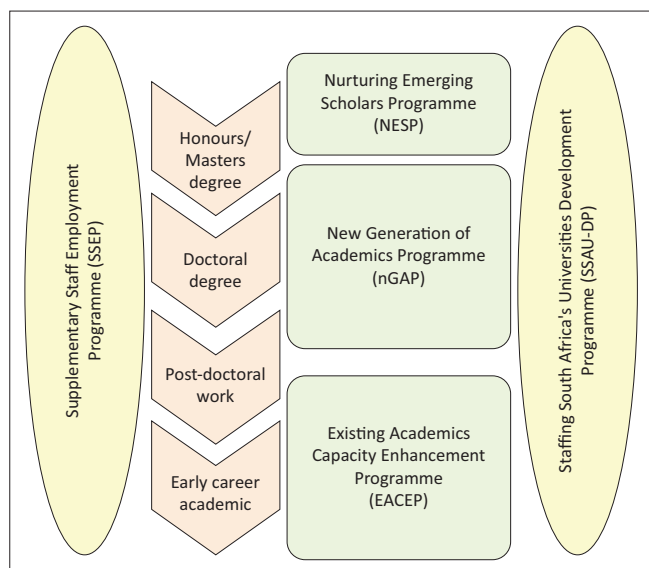 Supplementary Staff Employment
Programme (SSEP)
Honours/
Masters
degree
Doctoral
degree
Post-doctoral
work
Early career
academic
Nurturing Emerging
Scholars Programme
(NESP)
New Generation of
Academics Programme
(nGAP)
Existing Academics
Capacity Enhancement
Programme
(EACEP)
Staffing South Africa's Universities Development
Programme (SSAU-DP)